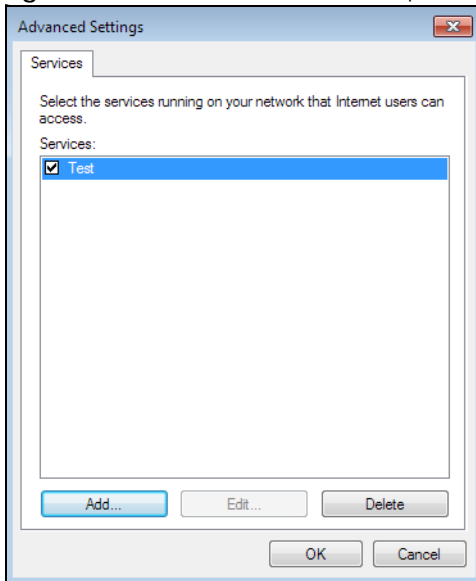 Advanced Settings
Services
Select the services running on your network that Internet users can
access.
Services:
Test
Add...
Edit...
Delete
OK
Cancel